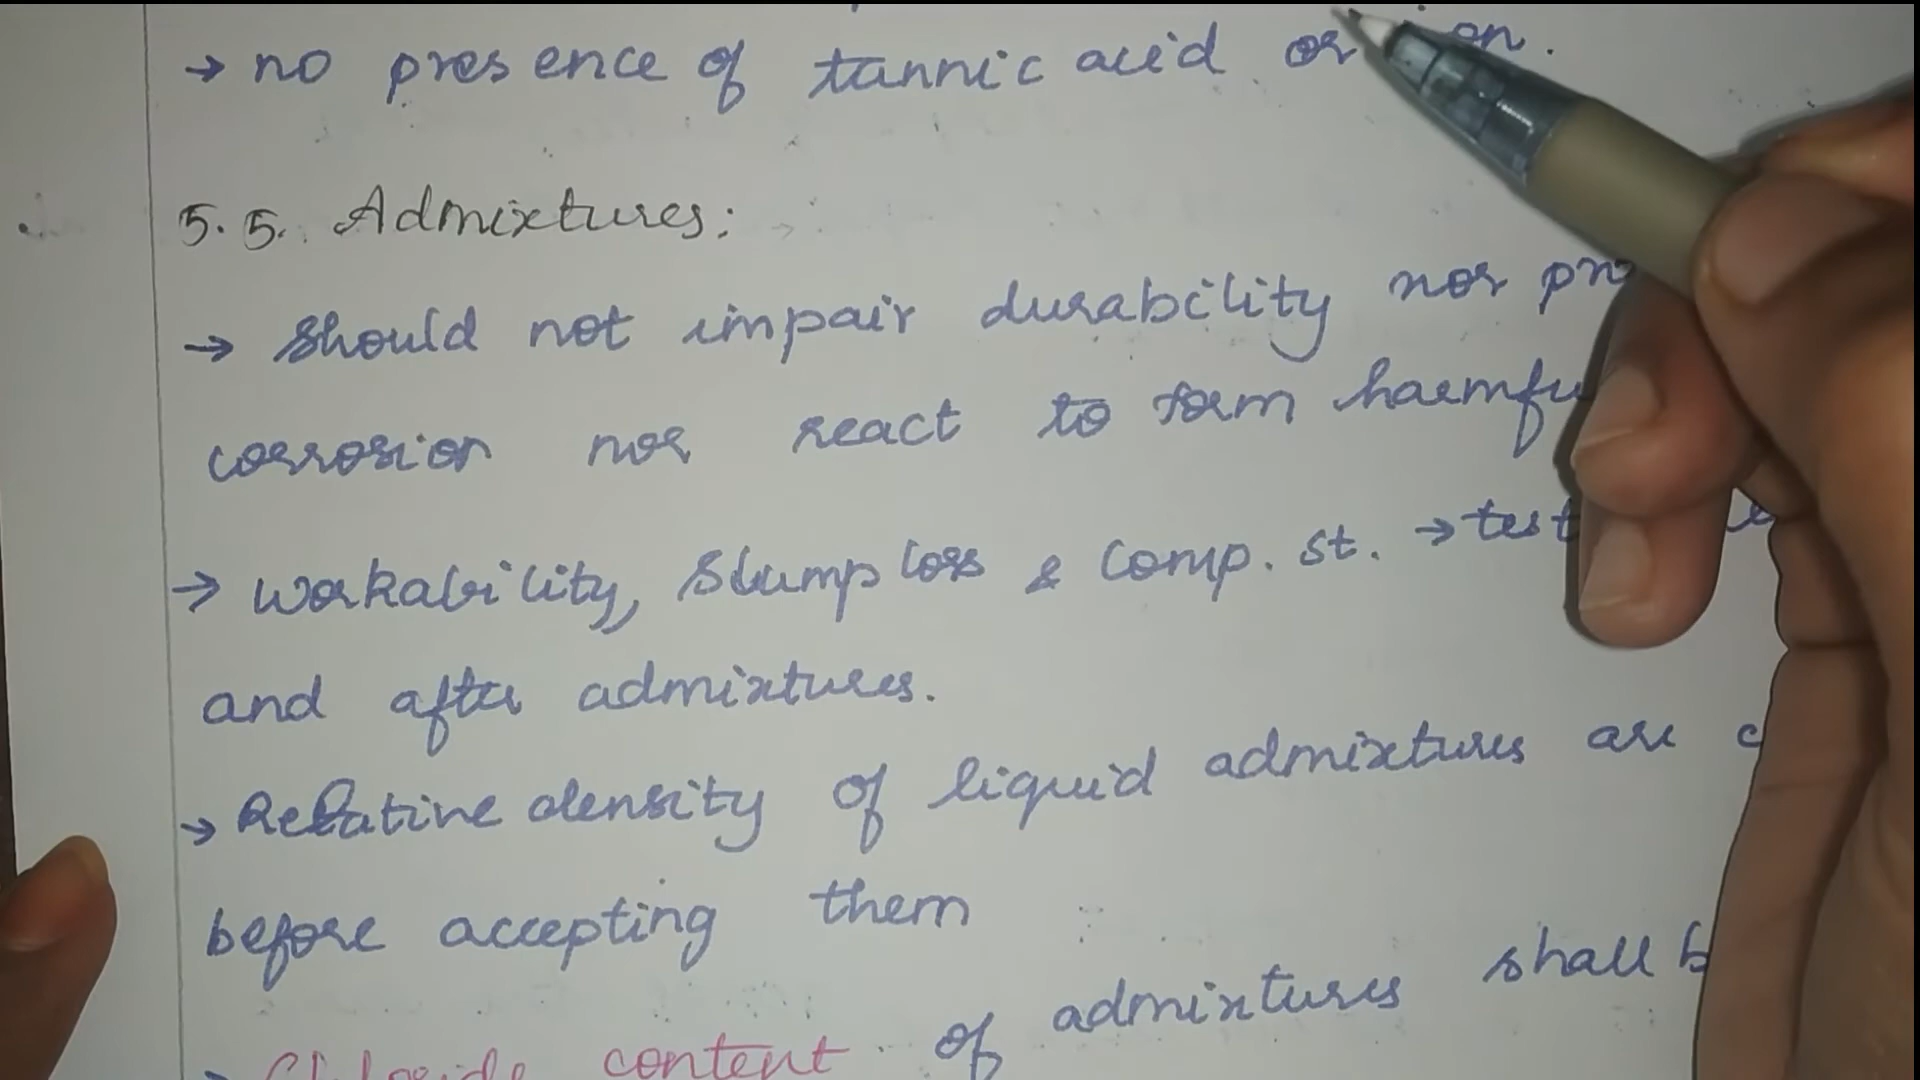 → no presence of tannic acid or
5.5. Admixtures:
→ Should not impair durability nor
corrosion nor react to form
→ Workability, Slump loss & Comp. st. → test
and after admixtures.
→ Relative density of liquid admixtures are
before accepting them
→ Chloride content of admixtures shall